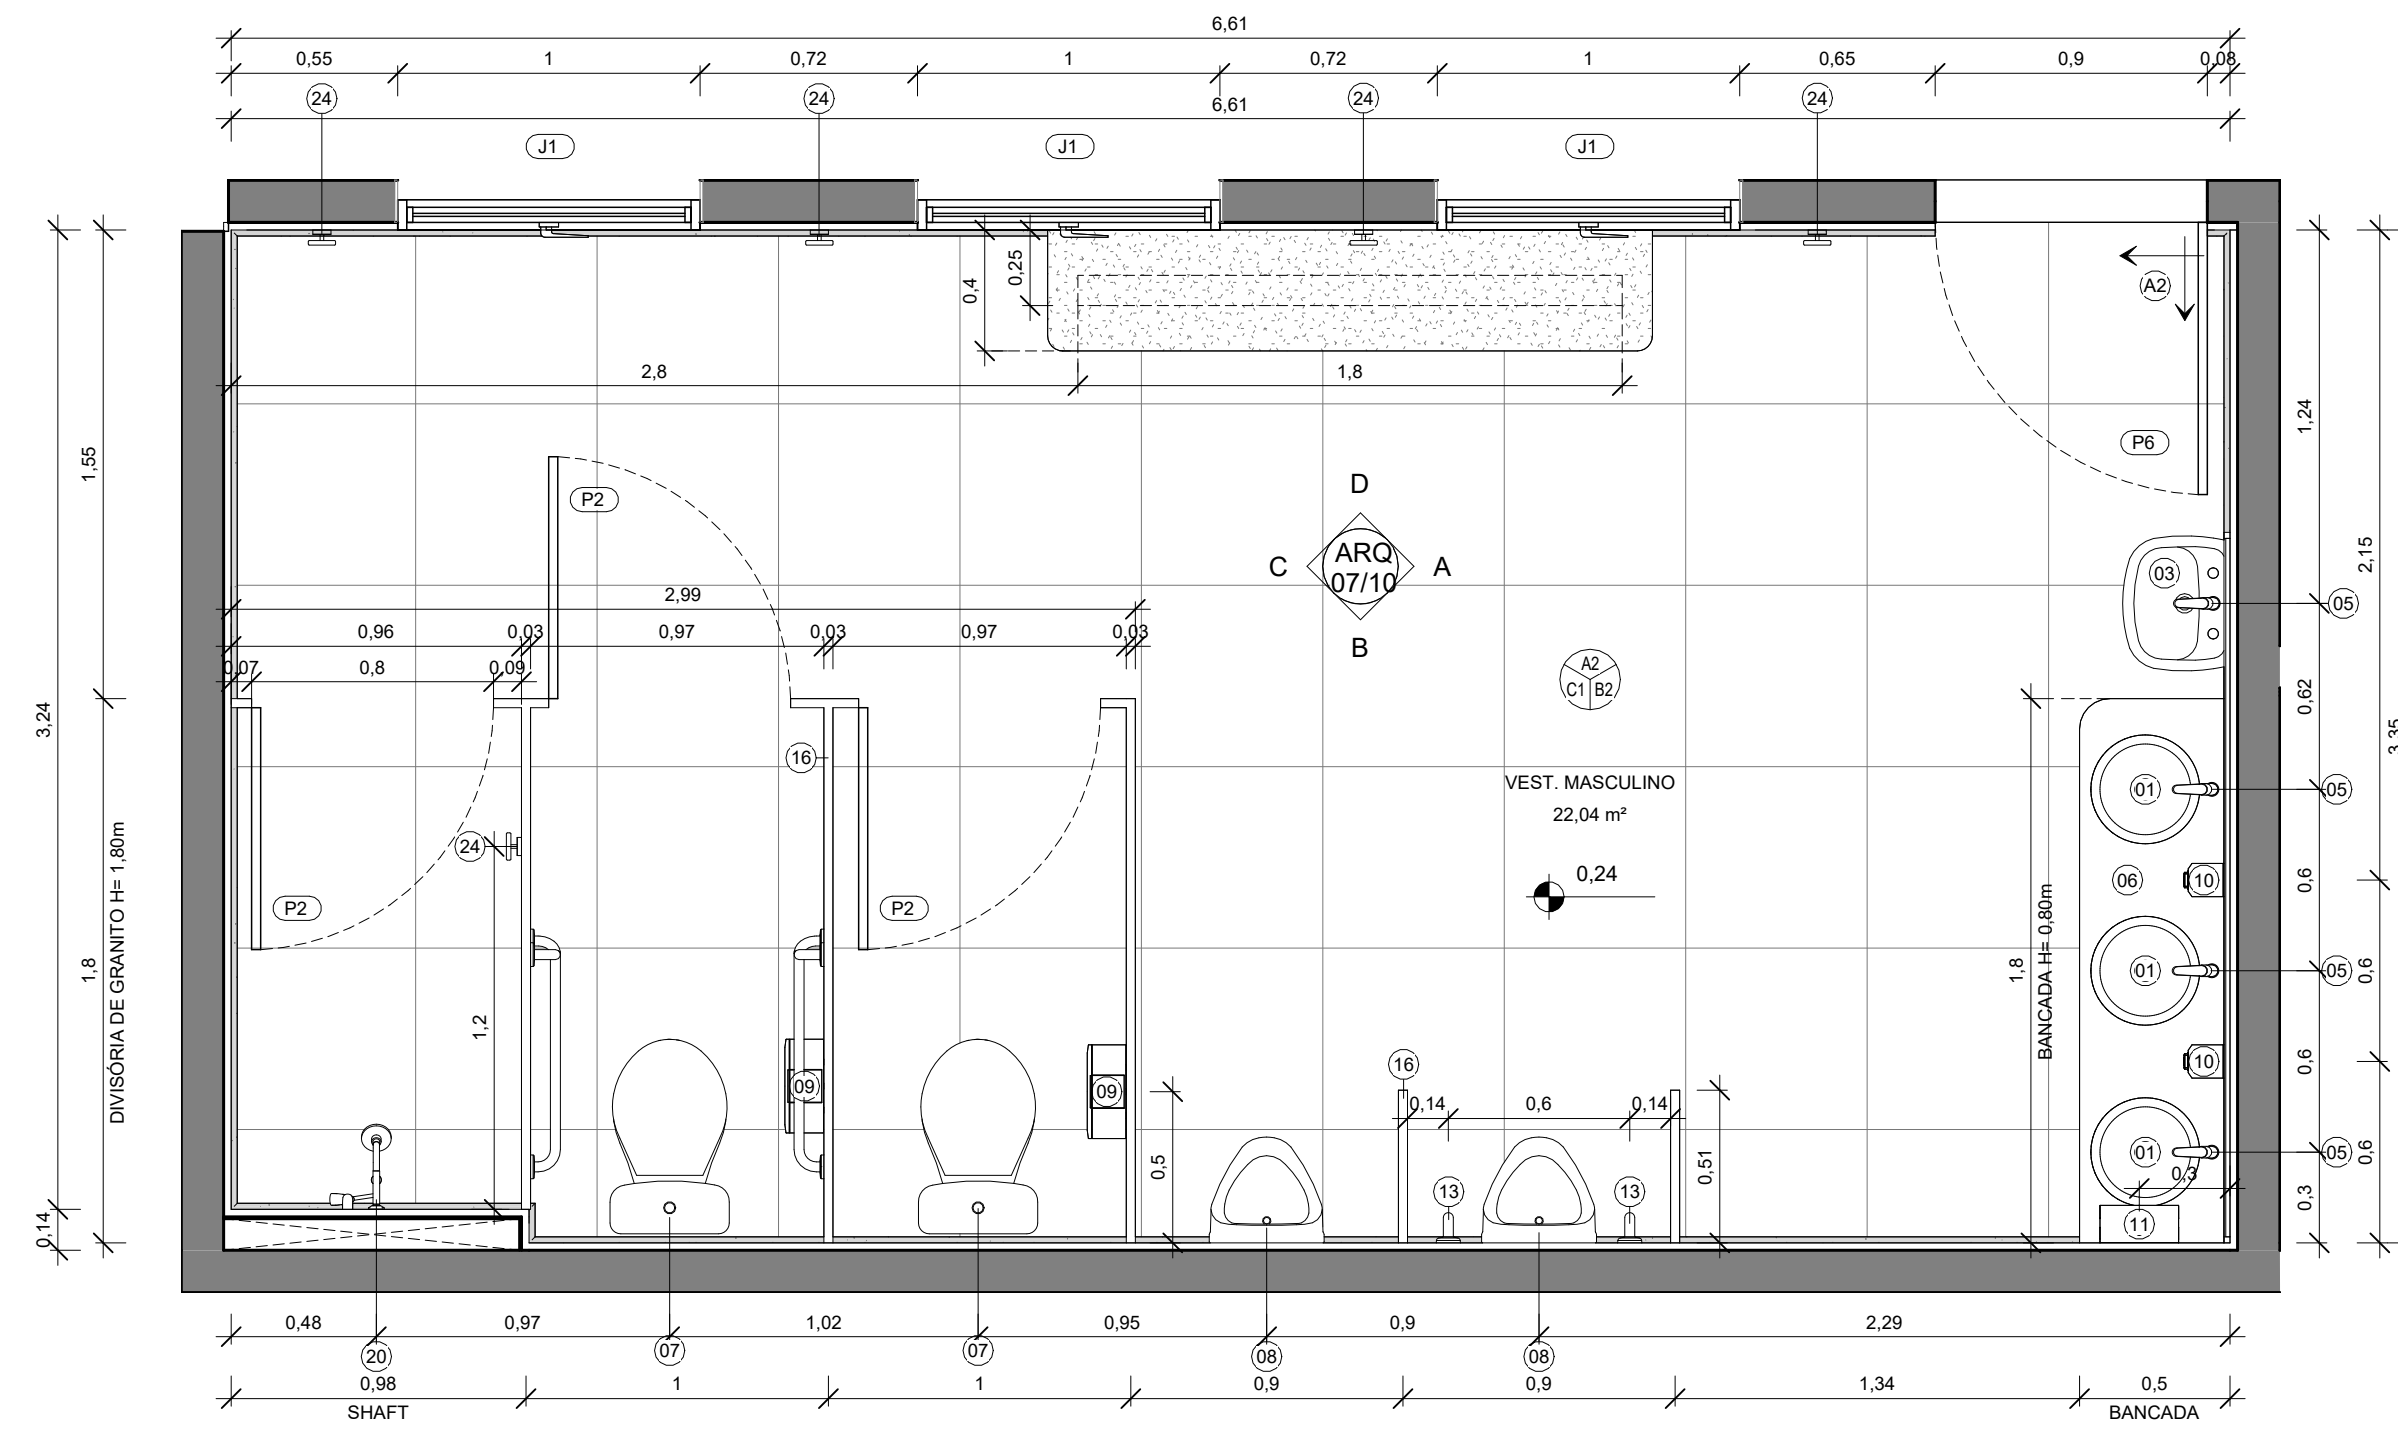 6,61
0,55 1 0,72 1 0,72 1 0,65 0,9 0,08
24 24 24 24
6,61
J1 J1 J1
A2
0,25
0,4
2,8 1,8
1,24
P6
1,55
P2
D
C ARQ A
07/10
B
2,15
03
05
2,99
0,96 0,03 0,97 0,03 0,97 0,03
0,07 0,8 0,09
A2
C1 B2
0,62
3,24
3,35
16
VEST. MASCULINO
22,04 m²
01 05
24
0,24
06 10
0,6
P2 P2
DIVISÓRIA DE GRANITO H= 1,80m
1,8
BANCADA H= 0,80m
1,8
01 05
0,6
1,2
10
0,6
09 09
16
0,14 0,6 0,14
0,5
0,51
01 05
0,6
0,3
13 13
0,3
11
0,14
0,48 0,97 1,02 0,95 0,9 2,29
20 07 07 08 08
0,98 1 1 0,9 0,9 1,34 0,5
SHAFT BANCADA